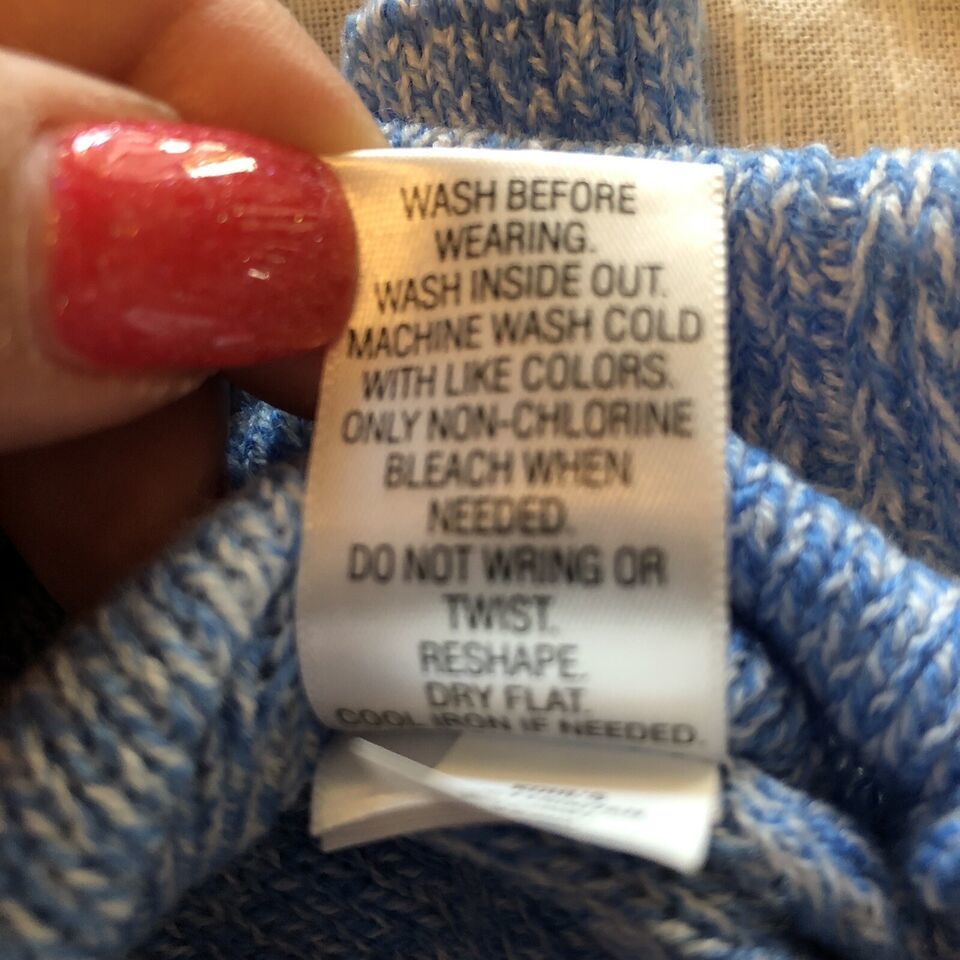 WASH BEFORE
WEARING.
WASH INSIDE OUT.
MACHINE WASH COLD
WITH LIKE COLORS.
ONLY NON-CHLORINE
BLEACH WHEN
NEEDED.
DO NOT WRING OR
TWIST.
RESHAPE.
DRY FLAT.
COOL IRON IF NEEDED.